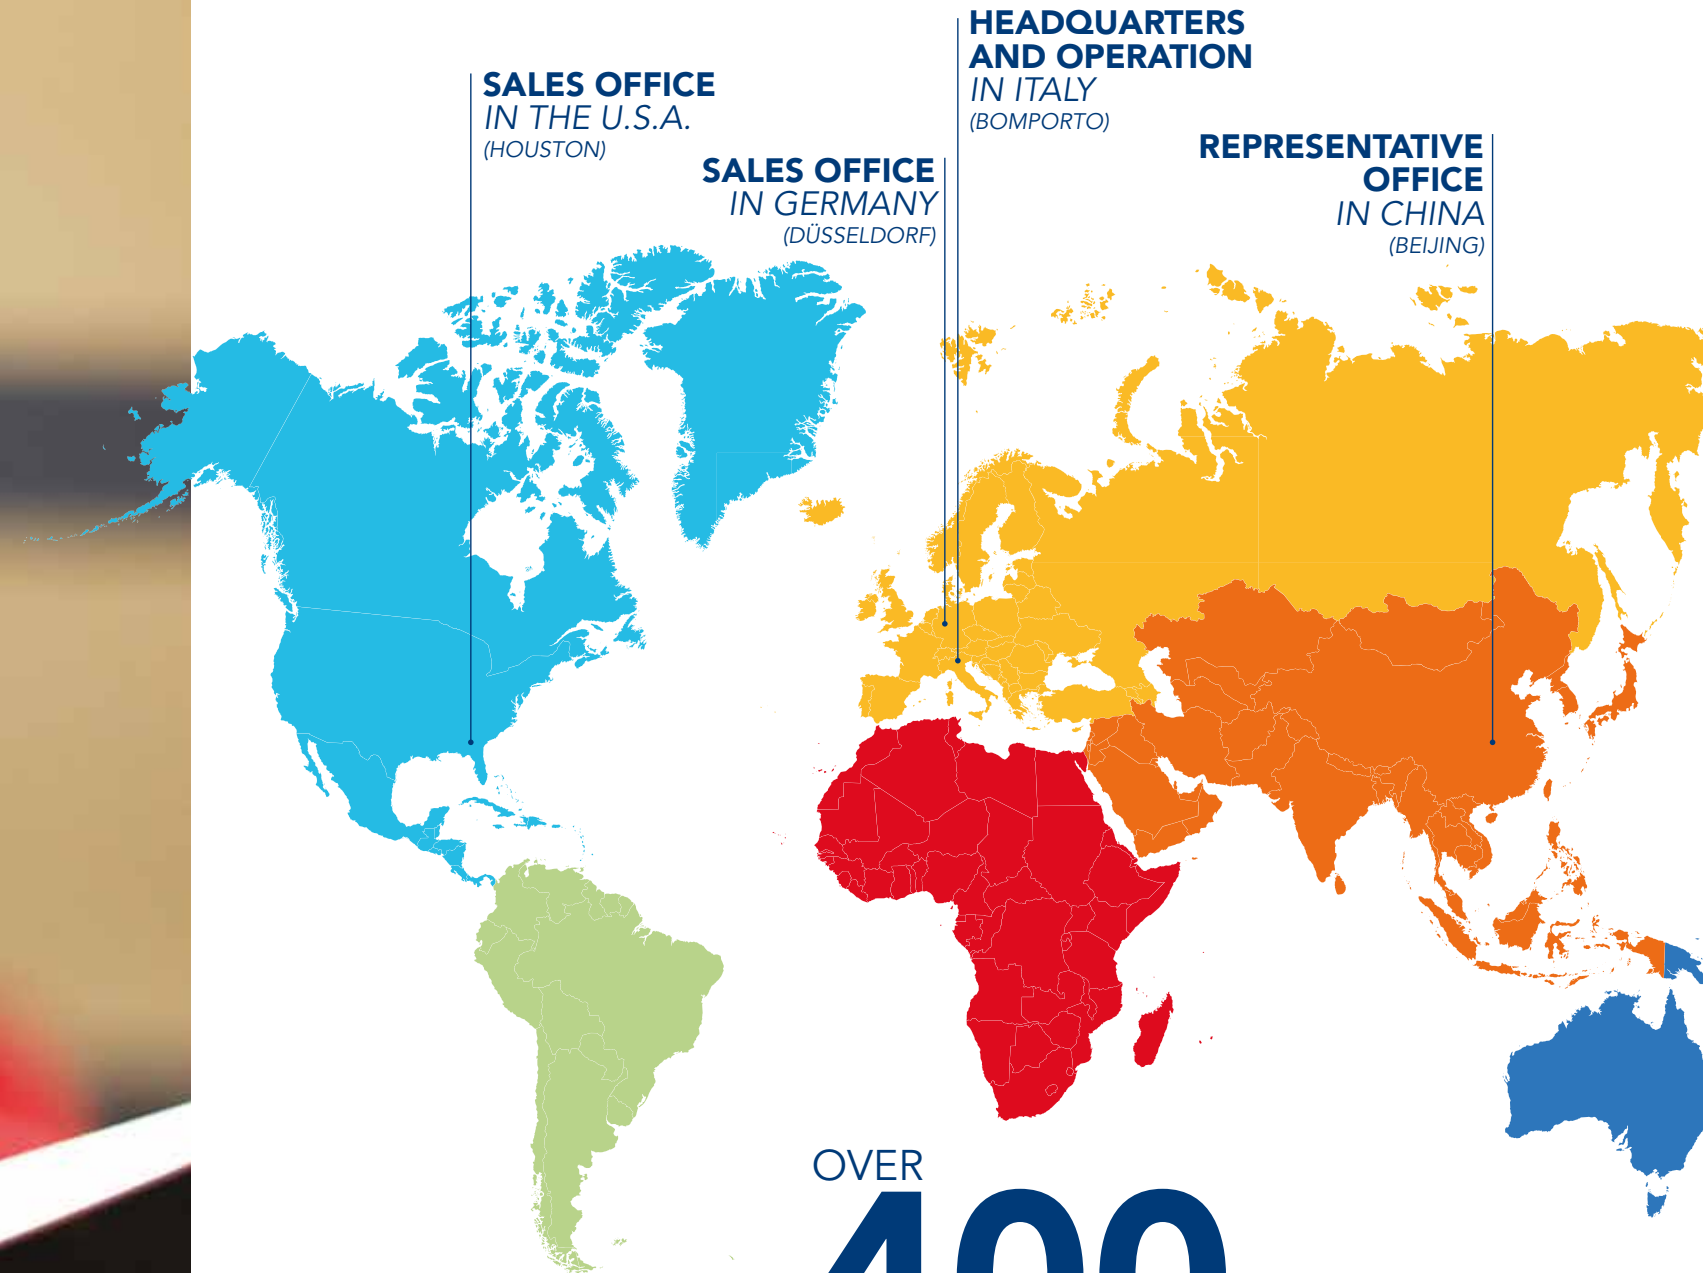 HEADQUARTERS
AND OPERATION
IN ITALY
(BOMPORTO)
SALES OFFICE
IN THE U.S.A.
(HOUSTON)
REPRESENTATIVE
OFFICE
IN CHINA
(BEIJING)
SALES OFFICE
IN GERMANY
(DÜSSELDORF)
OVER
400